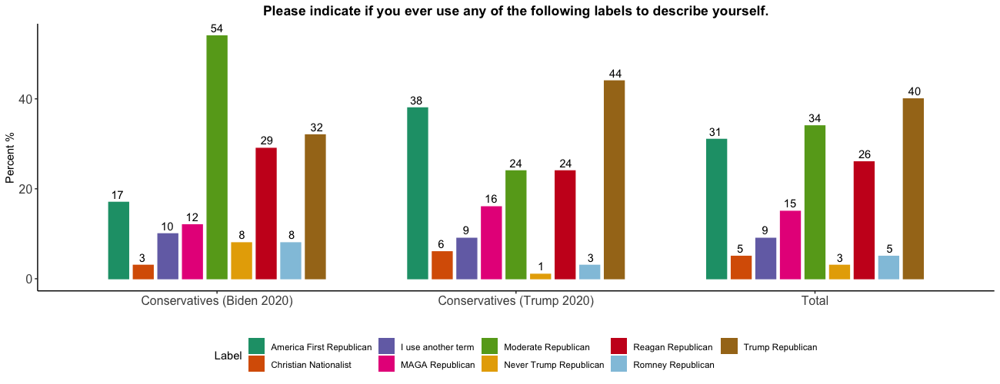 Please indicate if you ever use any of the following labels to describe yourself.
Percent %
40
20
0
17
3
10
12
54
8
29
8
32
38
6
9
16
24
1
24
3
44
31
5
9
15
34
3
26
5
40
Conservatives (Biden 2020)
Conservatives (Trump 2020)
Total
Label
America First Republican
I use another term
Moderate Republican
Reagan Republican
Trump Republican
Christian Nationalist
MAGA Republican
Never Trump Republican
Romney Republican